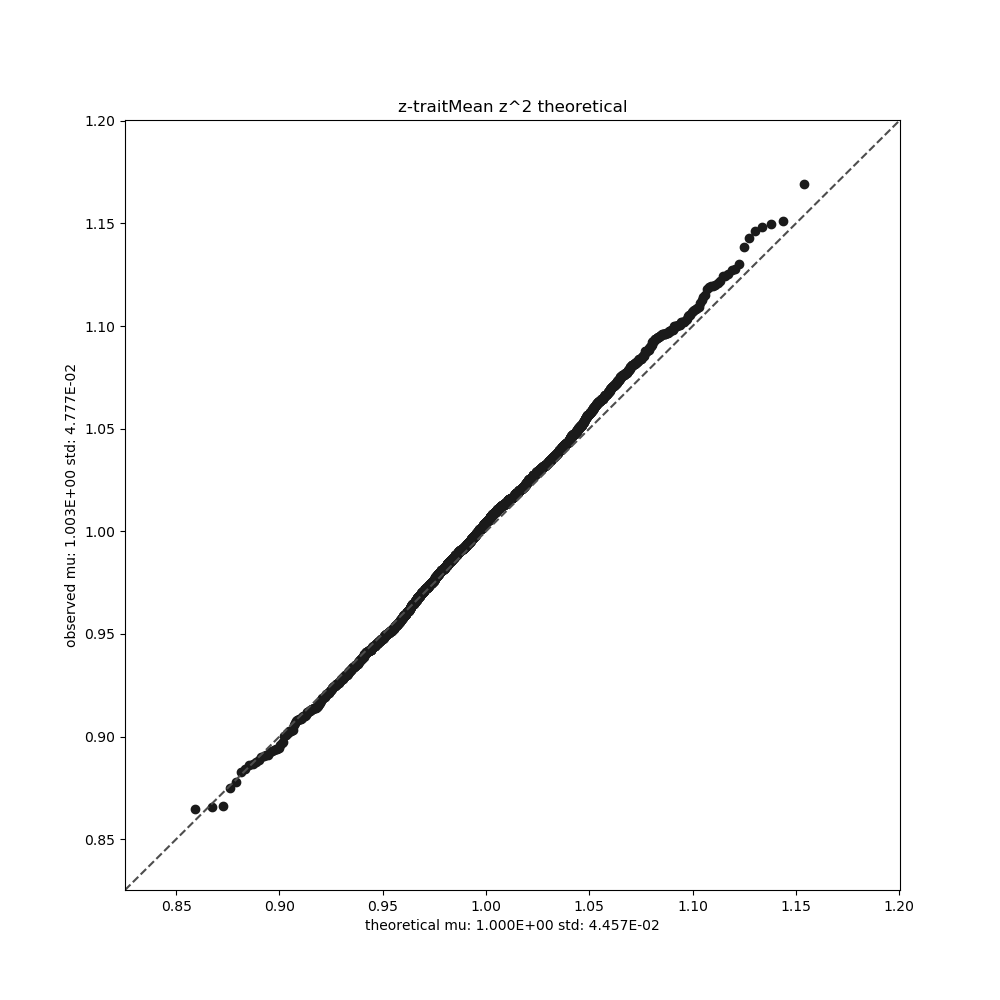 z-traitMean z^2 theoretical
1.20
1.15
1.10
1.05
1.00
0.95
0.90
0.85
observed mu: 1.003E+00 std: 4.777E-02
0.85 0.90 0.95 1.00 1.05 1.10 1.15 1.20
theoretical mu: 1.000E+00 std: 4.457E-02